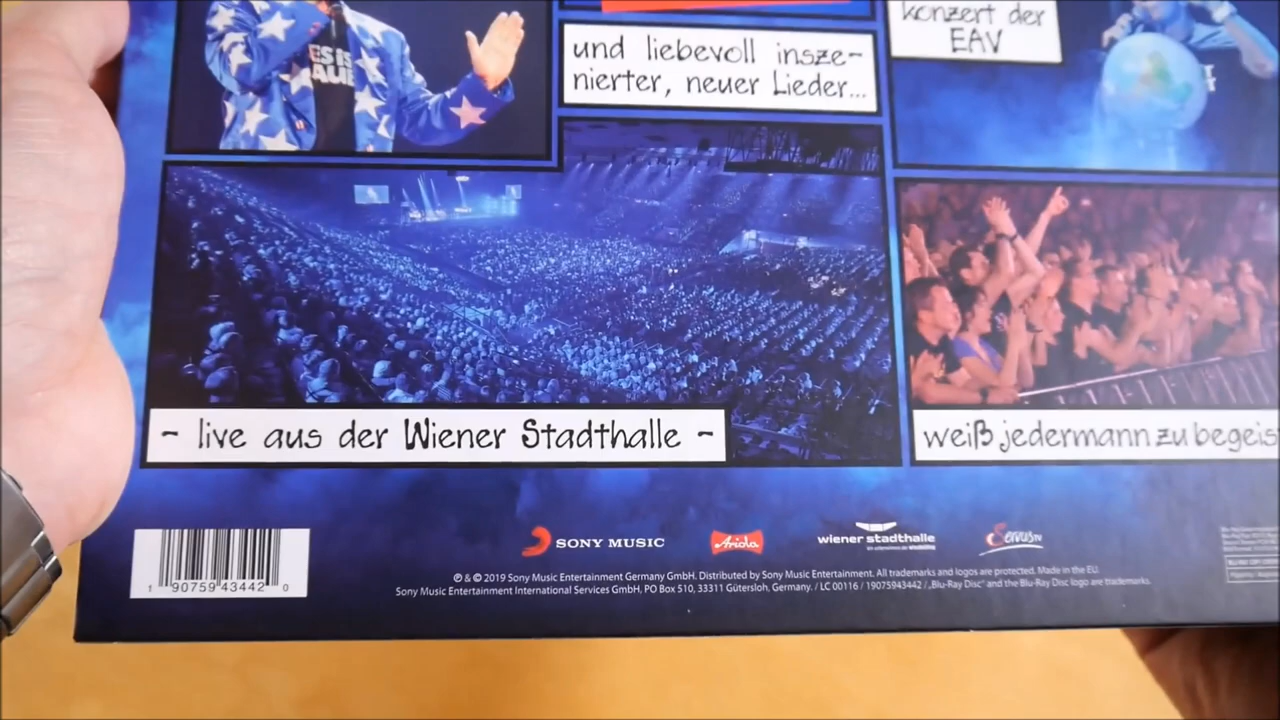 ES IS
konzert der
EAV
und liebevoll insze-
nierter, neuer Lieder...
- live aus der Wiener Stadthalle -
weiß jedermann zu begeis
1 90759 43442 0
SONY MUSIC
Ariola
wiener stadthalle
ServusTV
℗ & © 2019 Sony Music Entertainment Germany GmbH. Distributed by Sony Music Entertainment. All trademarks and logos are protected. Made in the EU.
Sony Music Entertainment International Services GmbH, PO Box 510, 33311 Gütersloh, Germany. / LC 00116 / 19075943442 / „Blu-Ray Disc" and the Blu-Ray Disc logo are trademarks.